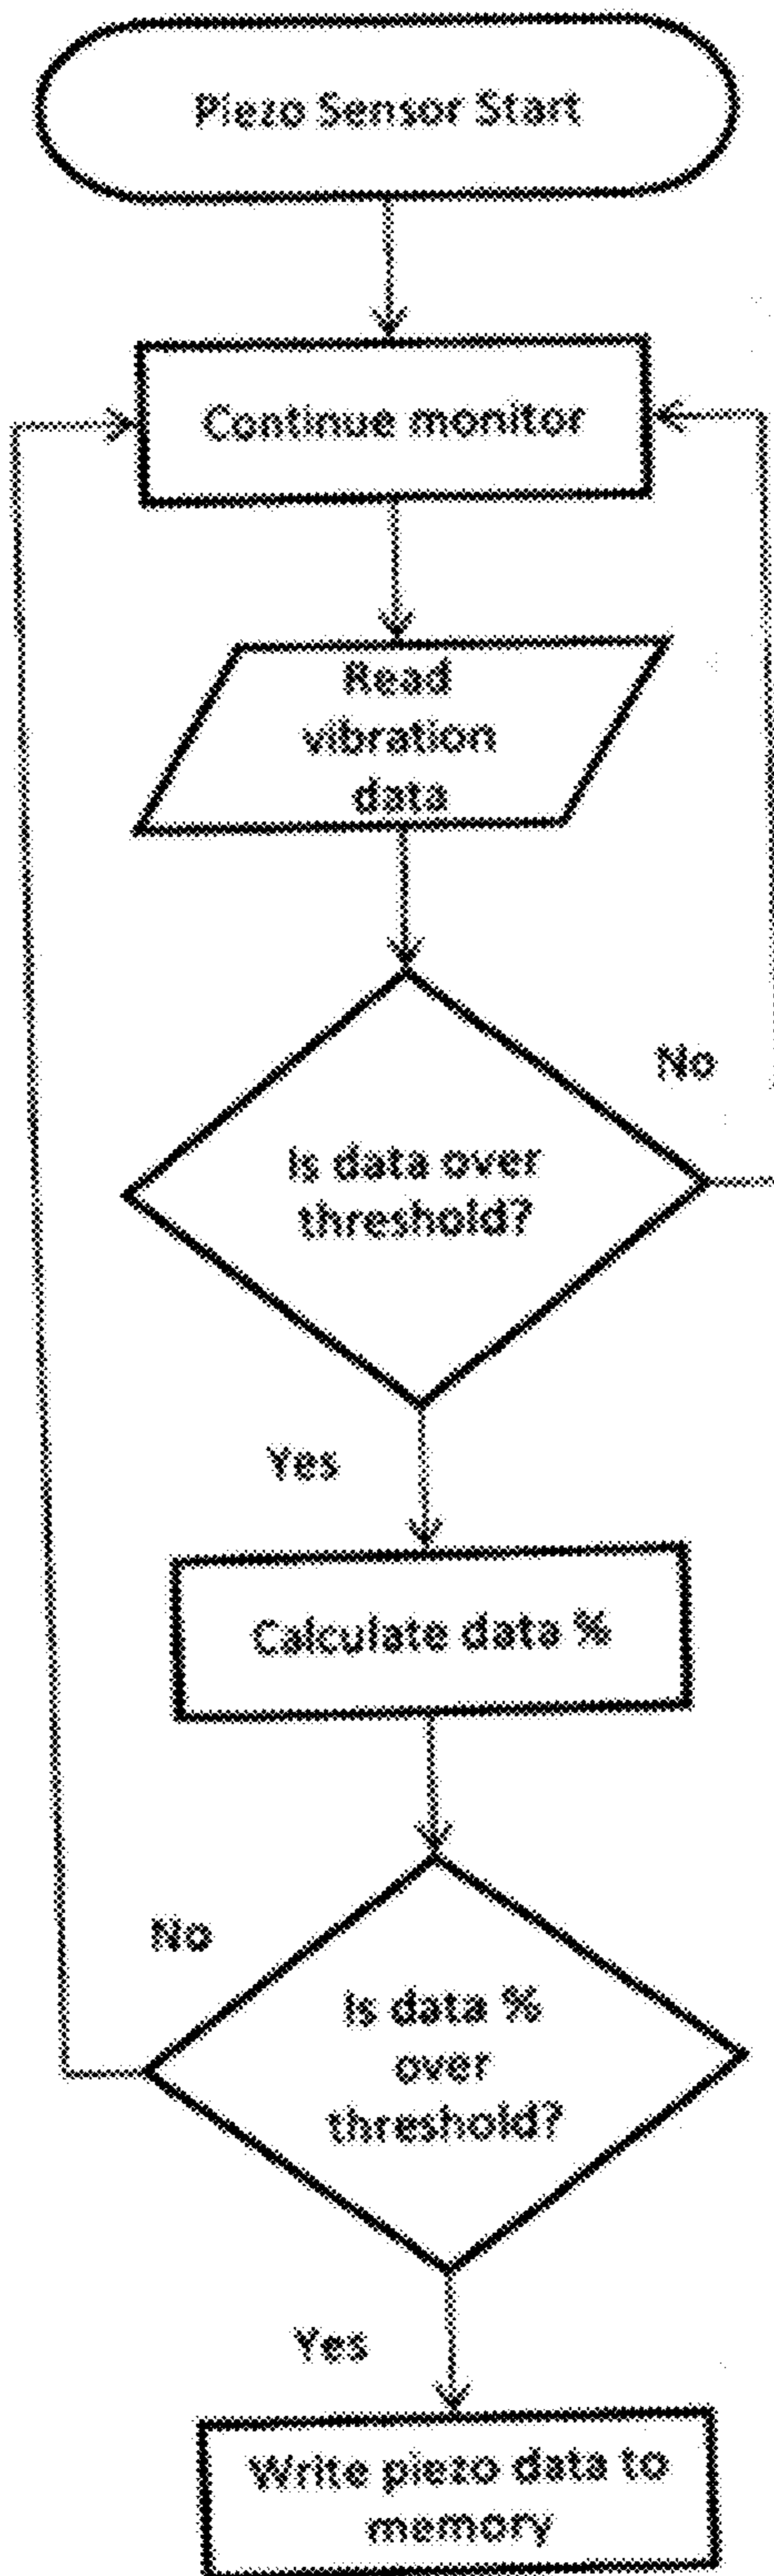 Piezo Sensor Start
Continue monitor
Read
vibration
data
No
Is data over
threshold?
Yes
Calculate data %
No
Is data %
over
threshold?
Yes
Write piezo data to
memory